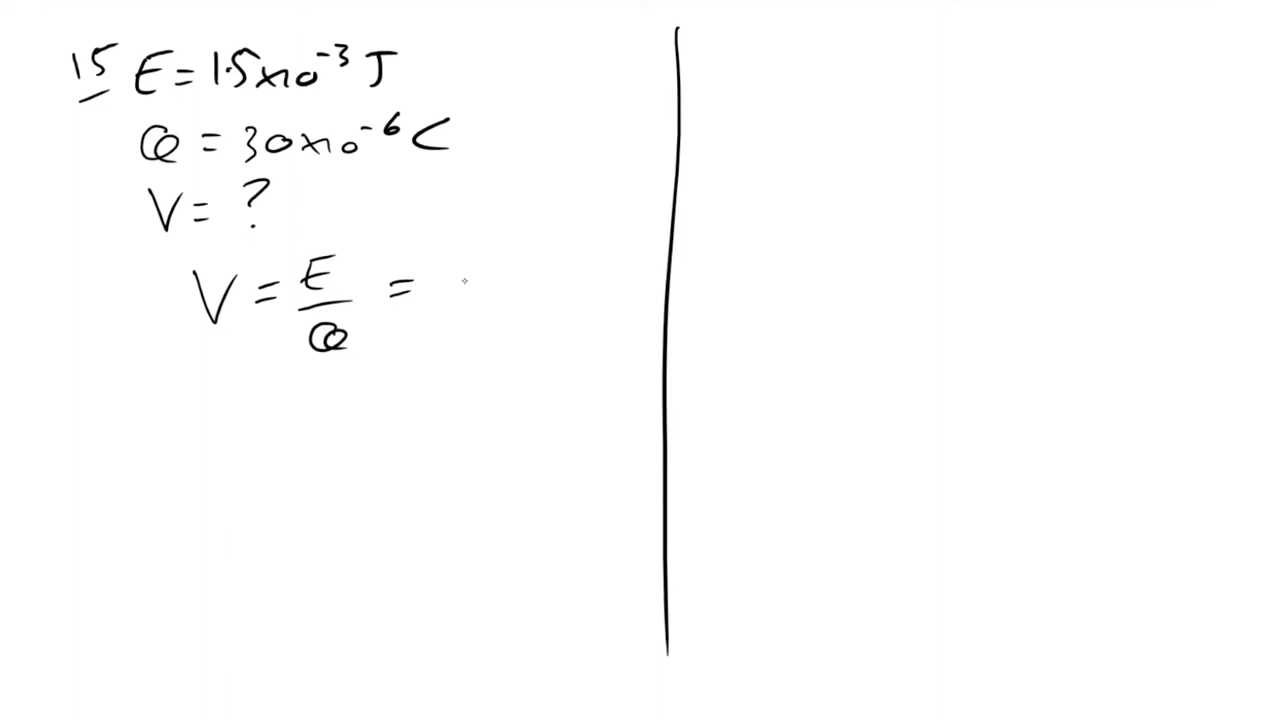 15 E = 1.5×10⁻³ J
Q = 30×10⁻⁶ C
V = ?
V = E/Q =